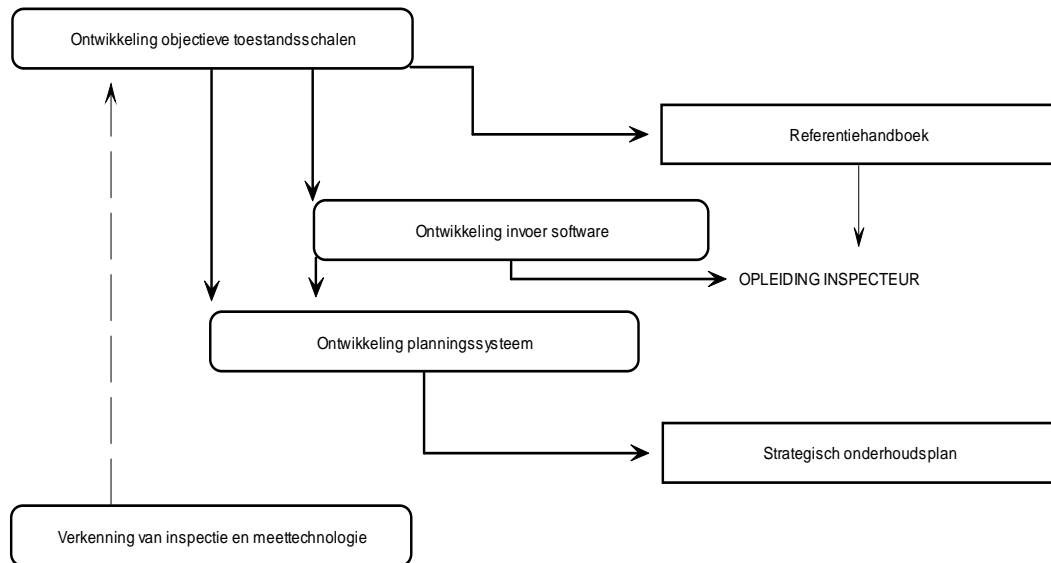 Ontwikkeling objectieve toestandsschalen
Referentiehandboek
Ontwikkeling invoer software
OPLEIDING INSPECTEUR
Ontwikkeling planningssysteem
Strategisch onderhoudsplan
Verkenning van inspectie en meettechnologie